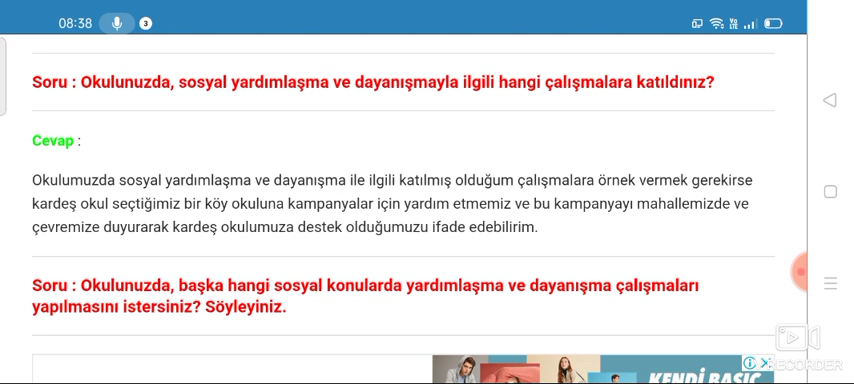 08:38 3
Soru : Okulunuzda, sosyal yardımlaşma ve dayanışmayla ilgili hangi çalışmalara katıldınız?
Cevap :
Okulumuzda sosyal yardımlaşma ve dayanışma ile ilgili katılmış olduğum çalışmalara örnek vermek gerekirse
kardeş okul seçtiğimiz bir köy okuluna kampanyalar için yardım etmemiz ve bu kampanyayı mahallemizde ve
çevremize duyurarak kardeş okulumuza destek olduğumuzu ifade edebilirim.
Soru : Okulunuzda, başka hangi sosyal konularda yardımlaşma ve dayanışma çalışmaları
yapılmasını istersiniz? Söyleyiniz.
KENDİ BASIC
RECORDER